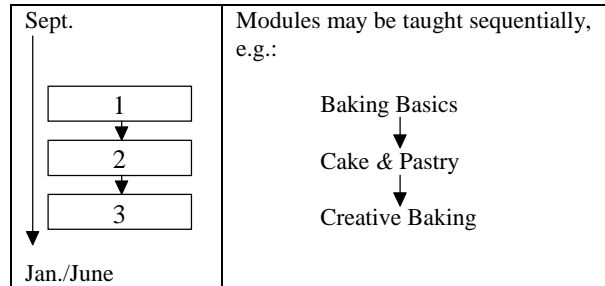 Sept.
1
2
3
Jan./June
Modules may be taught sequentially,
e.g.:
Baking Basics
Cake & Pastry
Creative Baking